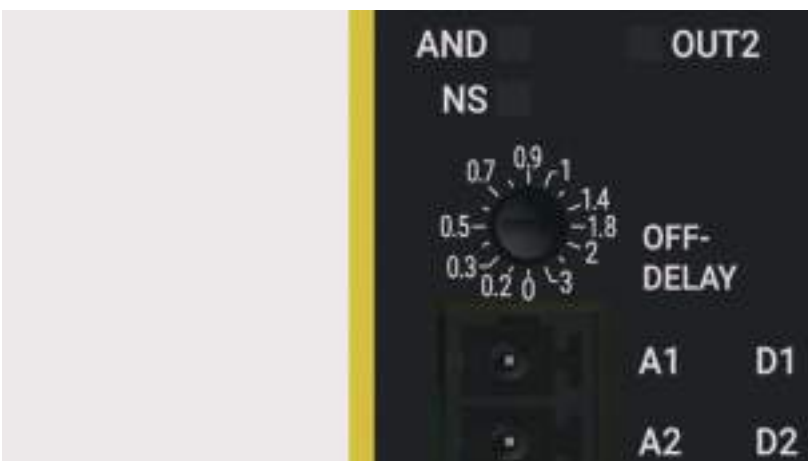 AND OUT2
NS
0.9
0.7 1
1.4
0.5 1.8
2
0.3
0.2 0 3
OFF-
DELAY
A1 D1
A2 D2